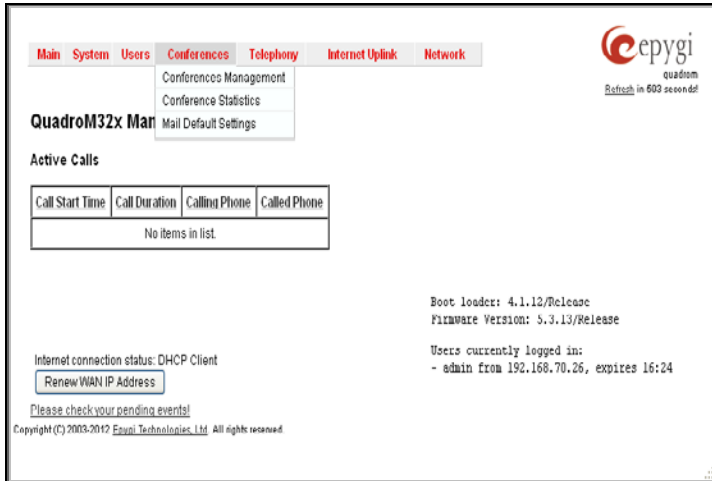 epygi
quadrom
Refresh in 603 seconds!
Main System Users Conferences Telephony Internet Uplink Network
Conferences Management
Conference Statistics
Mail Default Settings
QuadroM32x Man
Active Calls
Call Start Time Call Duration Calling Phone Called Phone
No items in list.
Boot loader: 4.1.12/Release
Firmware Version: 5.3.13/Release
Users currently logged in:
- admin from 192.168.70.26, expires 16:24
Internet connection status: DHCP Client
Renew WAN IP Address
Please check your pending events!
Copyright (C) 2003-2012 Epygi Technologies, Ltd. All rights reserved.